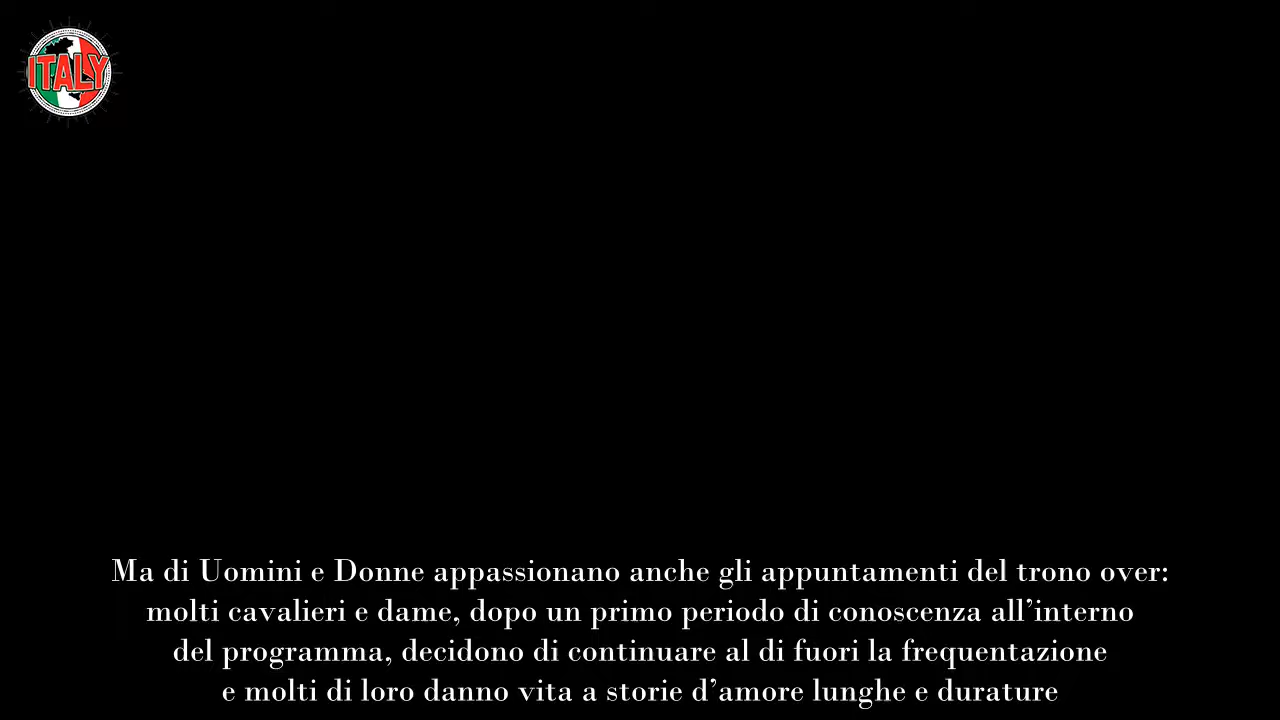 ITALY
Ma di Uomini e Donne appassionano anche gli appuntamenti del trono over:
molti cavalieri e dame, dopo un primo periodo di conoscenza all’interno
del programma, decidono di continuare al di fuori la frequentazione
e molti di loro danno vita a storie d’amore lunghe e durature